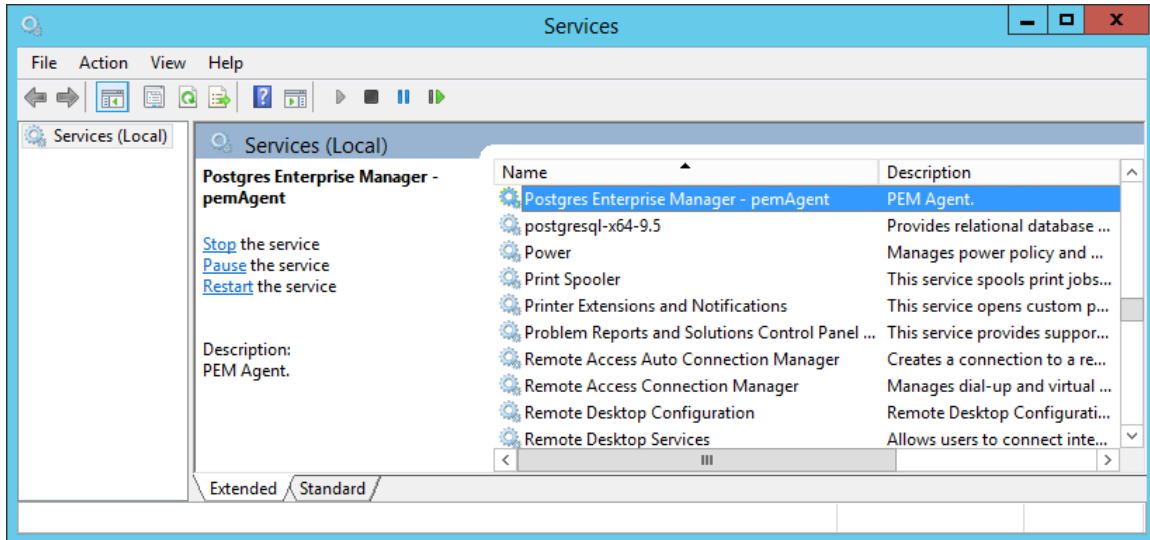 Services
File Action View Help
Services (Local)
Services (Local)
Postgres Enterprise Manager -
pemAgent
Stop the service
Pause the service
Restart the service
Description:
PEM Agent.
Name Description
Postgres Enterprise Manager - pemAgent PEM Agent.
postgresql-x64-9.5 Provides relational database ...
Power Manages power policy and ...
Print Spooler This service spools print jobs...
Printer Extensions and Notifications This service opens custom p...
Problem Reports and Solutions Control Panel ... This service provides suppor...
Remote Access Auto Connection Manager Creates a connection to a re...
Remote Access Connection Manager Manages dial-up and virtual ...
Remote Desktop Configuration Remote Desktop Configurati...
Remote Desktop Services Allows users to connect inte...
Extended Standard